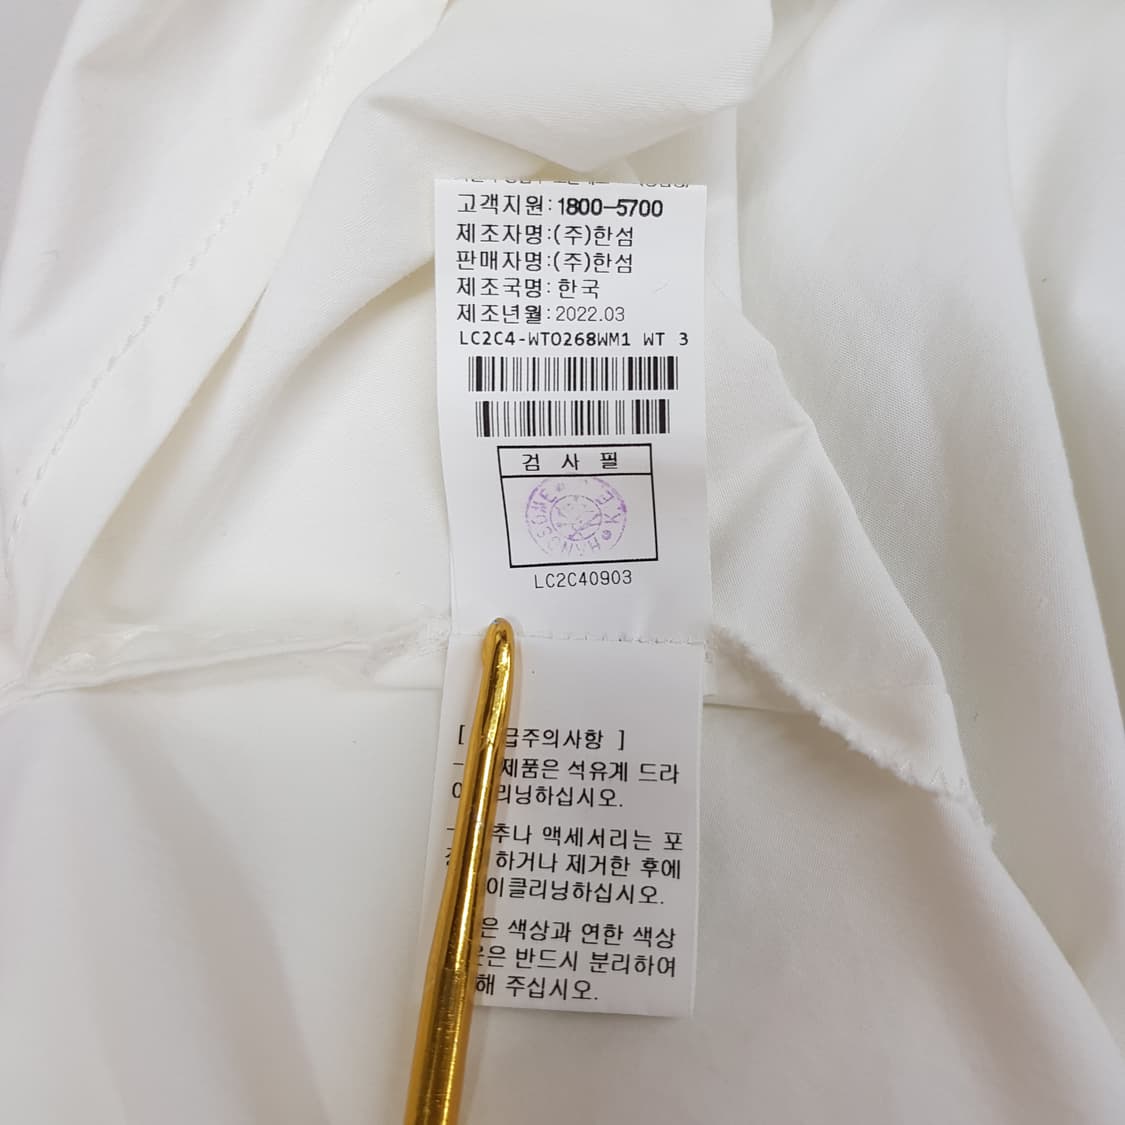 고객지원: 1800-5700
제조자명:(주)한섬
판매자명:(주)한섬
제조국명: 한국
제조년월: 2022.03
LC2C4-WTO268WM1 WT 3
검 사 필
HANDSOME
LC2C40903
[ 급주의사항 ]
제품은 석유계 드라
리닝하십시오.
추나 액세서리는 포
하거나 제거한 후에
이클리닝하십시오.
은 색상과 연한 색상
은 반드시 분리하여
해 주십시오.